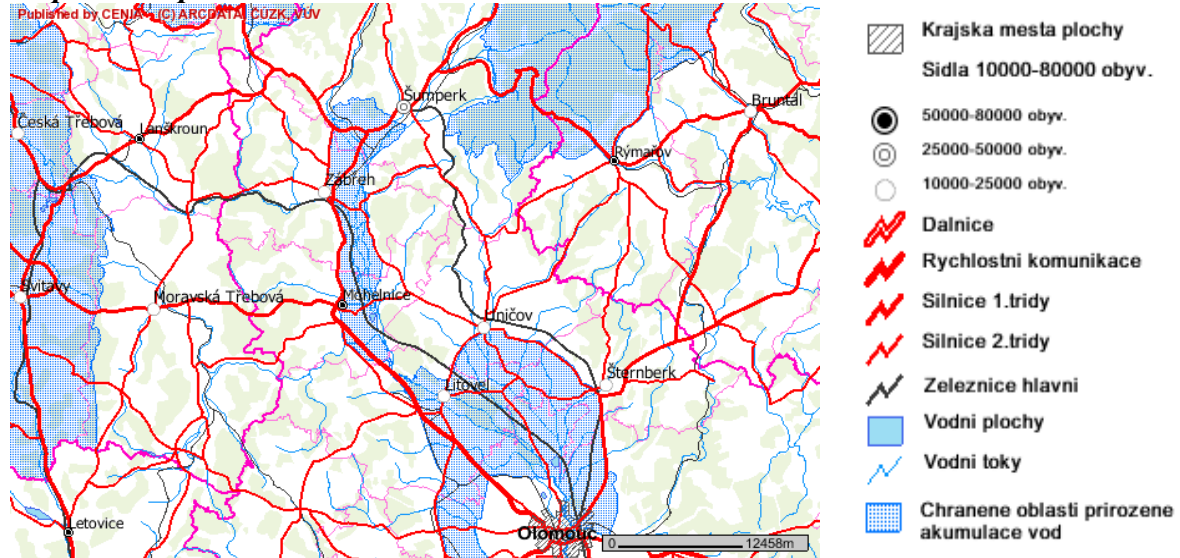 Published by CENIA (C) ARCDATA, CUZK, VUV
Šumperk
Bruntál
Česká Třebová
Lanškroun
Rýmařov
Zábřeh
Svitavy
Moravská Třebová
Mohelnice
Uničov
Šternberk
Litovel
Letovice
Olomouc
0 12458m
Krajska mesta plochy
Sidla 10000-80000 obyv.
50000-80000 obyv.
25000-50000 obyv.
10000-25000 obyv.
Dalnice
Rychlostni komunikace
Silnice 1.tridy
Silnice 2.tridy
Zeleznice hlavni
Vodni plochy
Vodni toky
Chranene oblasti prirozene
akumulace vod